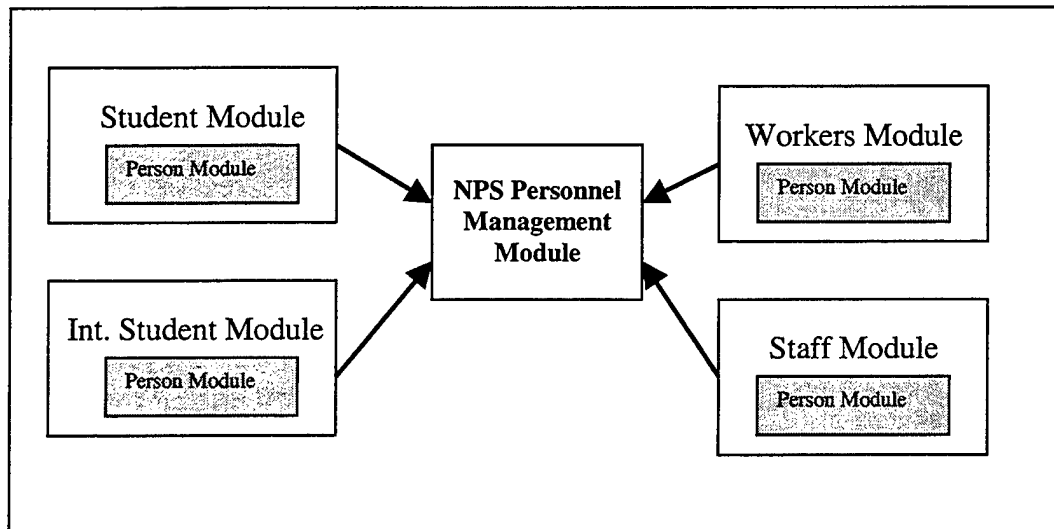 Student Module
Person Module
Int. Student Module
Person Module
NPS Personnel
Management
Module
Workers Module
Person Module
Staff Module
Person Module